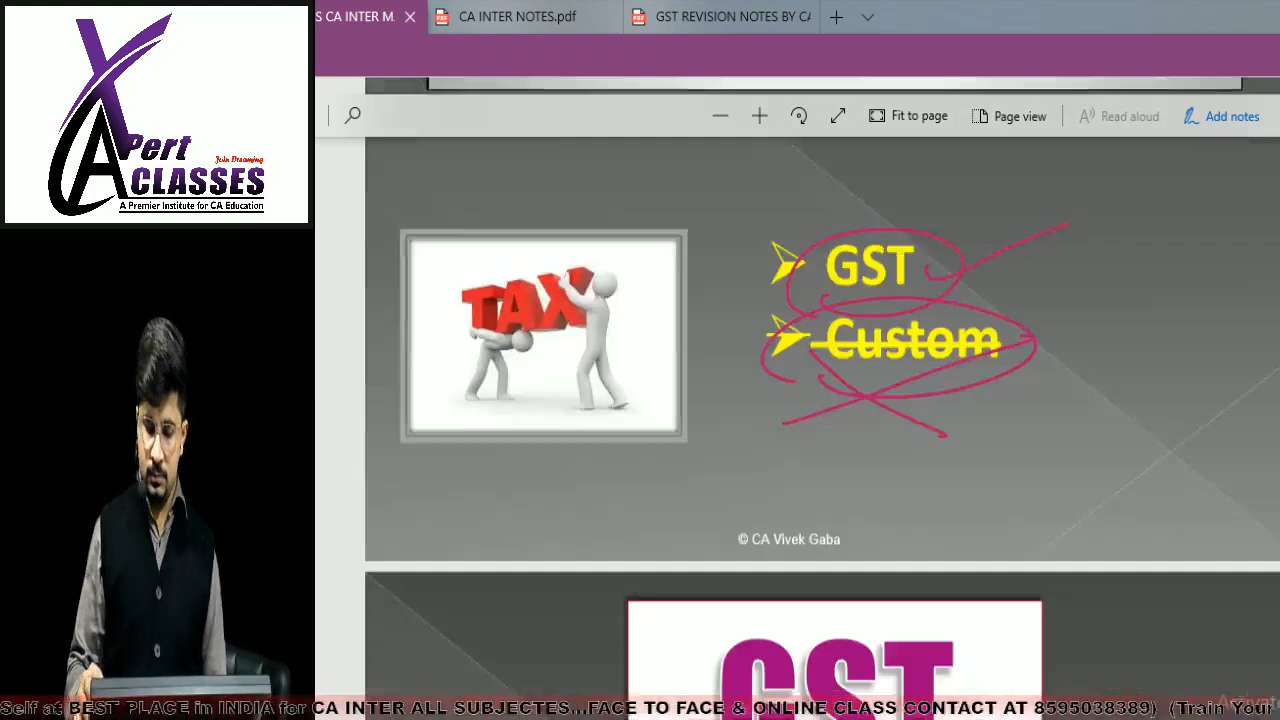 S CA INTER M.
CA INTER NOTES.pdf
GST REVISION NOTES BY CA
Fit to page
Page view
Read aloud
Add notes
XPert
Join Dreaming
CA CLASSES
A Premier Institute for CA Education
TAX
GST
Custom
© CA Vivek Gaba
GST
Self at BEST PLACE in INDIA for CA INTER ALL SUBJECTES...FACE TO FACE & ONLINE CLASS CONTACT AT 8595038389) (Train Your